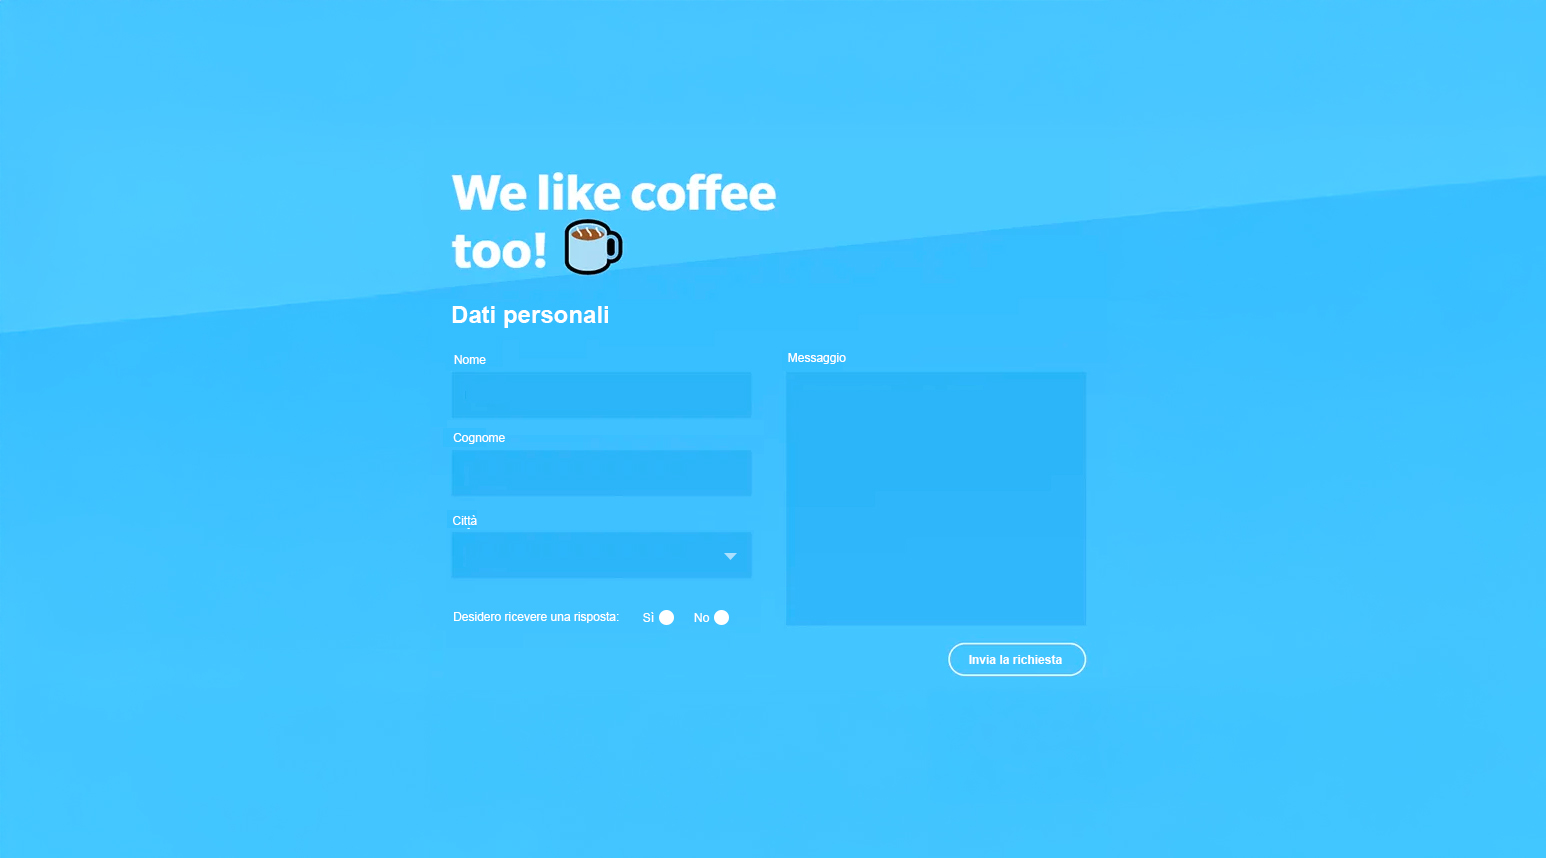 We like coffee
too!
Dati personali
Nome
Cognome
Città
Desidero ricevere una risposta: Sì No
Messaggio
Invia la richiesta